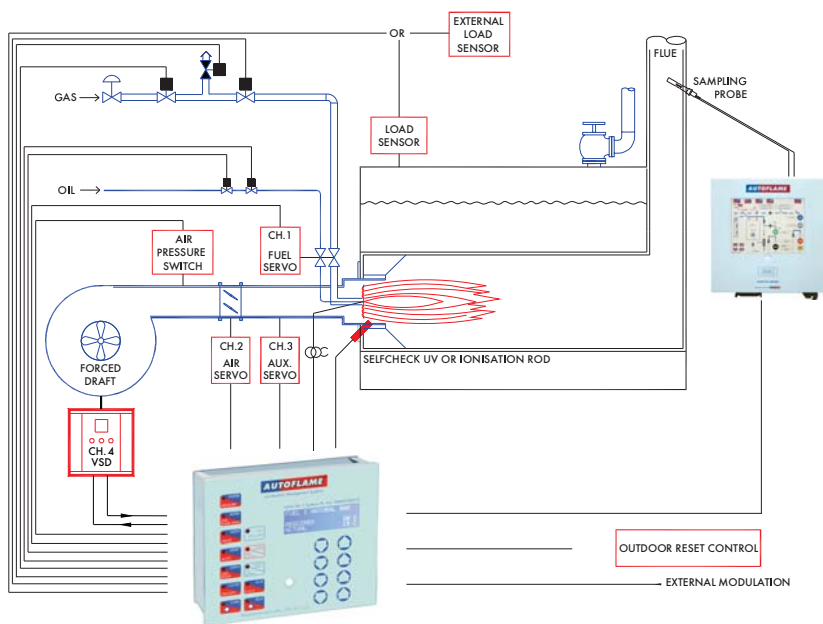 EXTERNAL
LOAD
SENSOR
OR
FLUE
SAMPLING
PROBE
GAS
LOAD
SENSOR
OIL
AUTOFLAME
CH.1
FUEL
SERVO
AIR
PRESSURE
SWITCH
CH.2
AIR
SERVO
CH.3
AUX.
SERVO
SELFCHECK UV OR IONISATION ROD
FORCED
DRAFT
CH.4
VSD
AUTOFLAME
OUTDOOR RESET CONTROL
EXTERNAL MODULATION